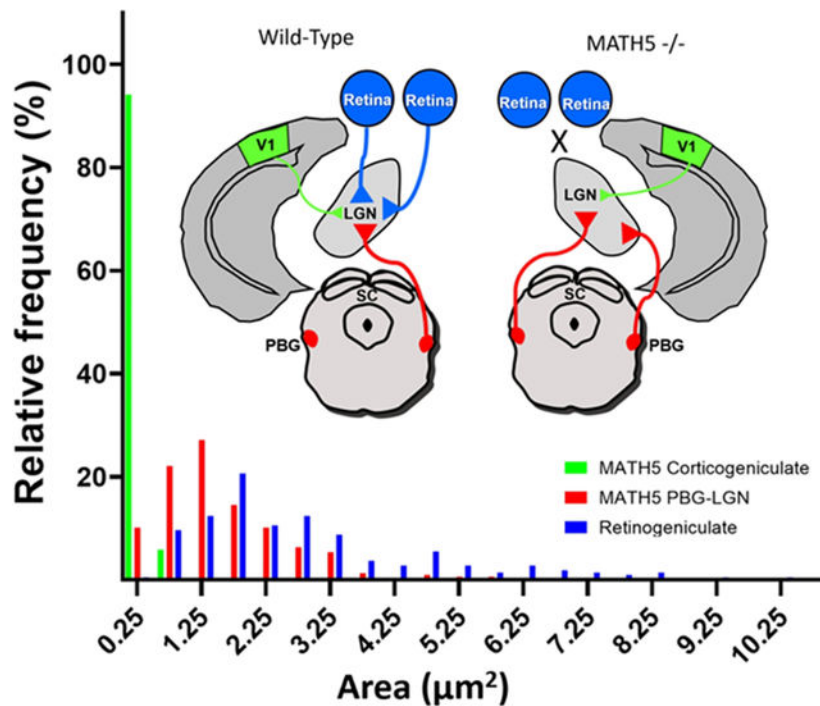 Wild-Type
MATH5 -/-
Relative frequency (%)
100
80
60
40
20
Retina
Retina
Retina
Retina
V1
V1
LGN
LGN
X
SC
SC
PBG
PBG
MATH5 Corticogeniculate
MATH5 PBG-LGN
Retinogeniculate
0.25
1.25
2.25
3.25
4.25
5.25
6.25
7.25
8.25
9.25
10.25
Area (μm²)